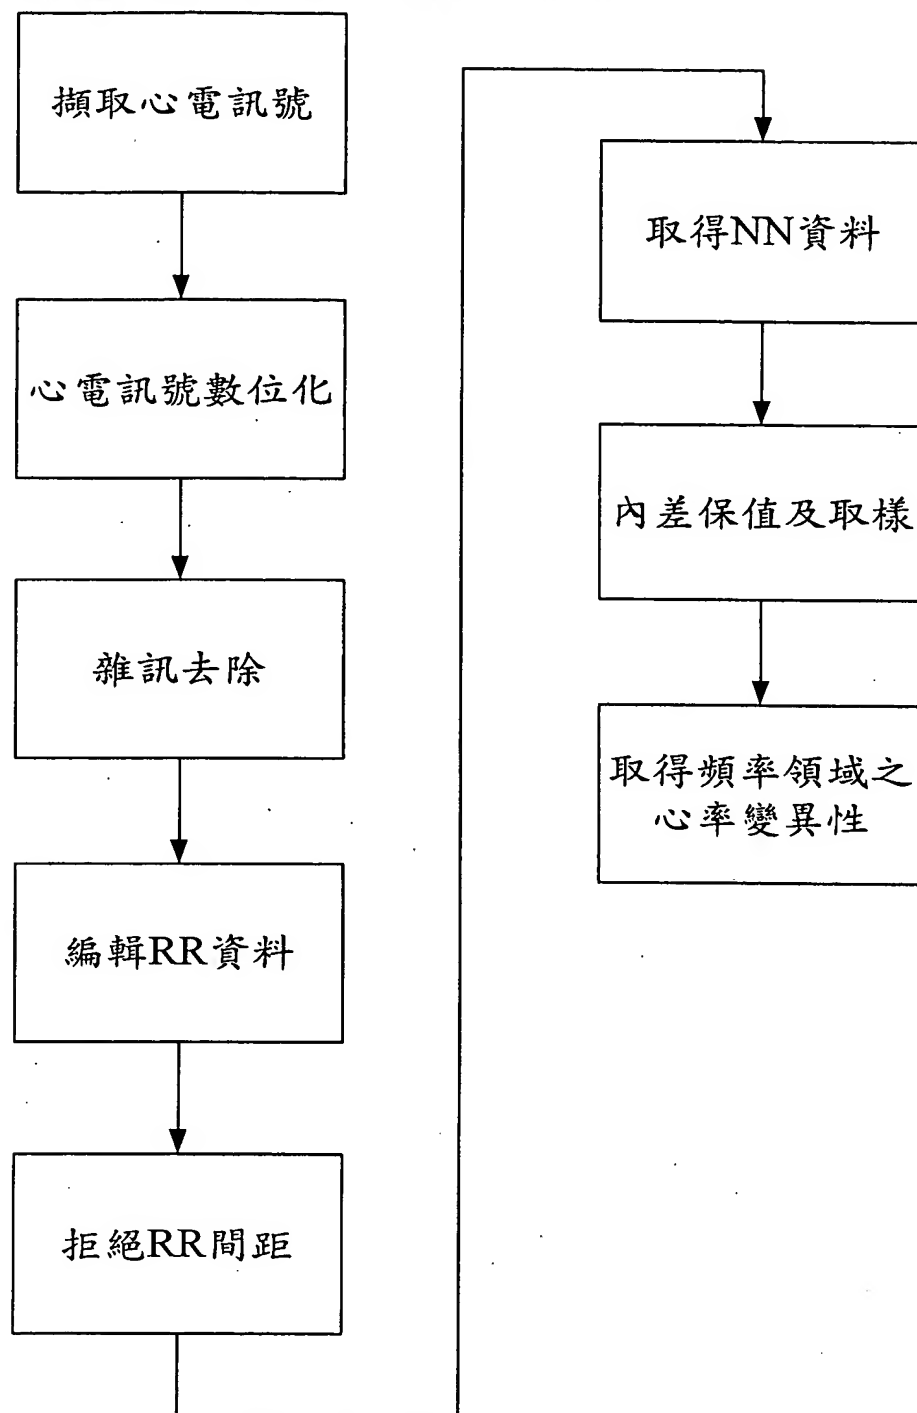 擷取心電訊號
心電訊號數位化
雜訊去除
編輯RR資料
拒絕RR間距
取得NN資料
內差保值及取樣
取得頻率領域之
心率變異性